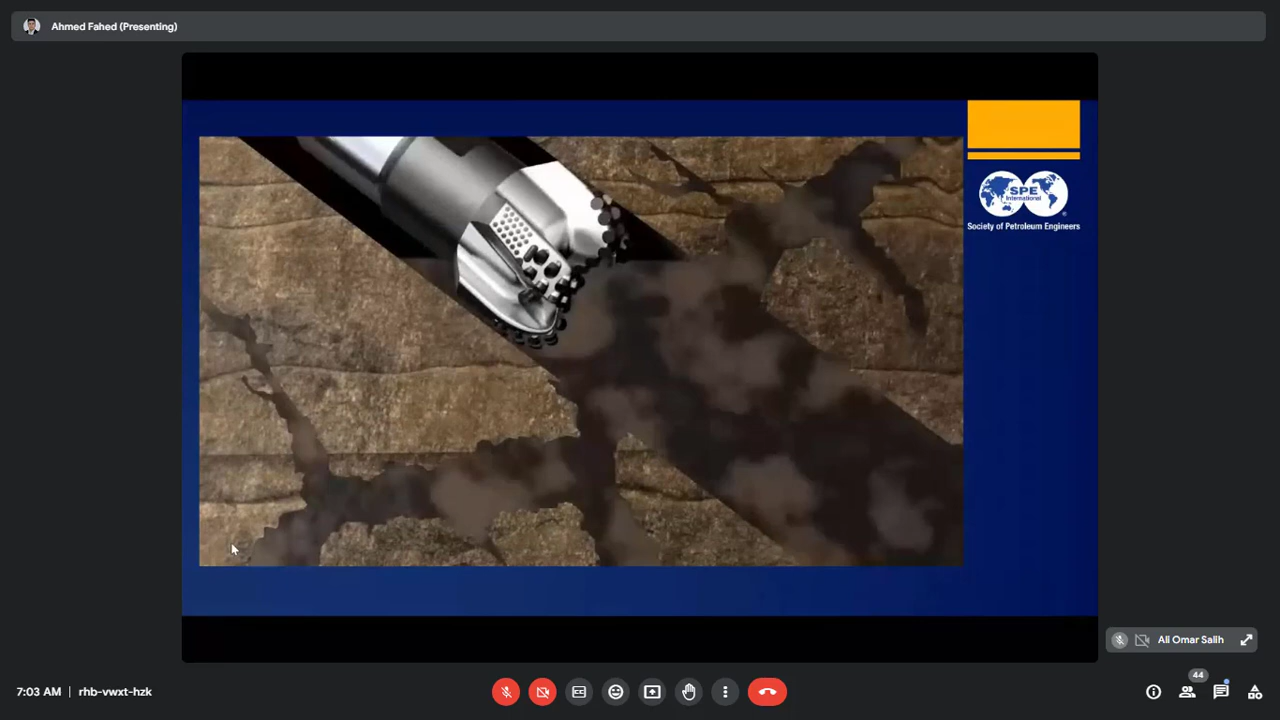 Ahmed Fahed (Presenting)
SPE
International
®
Society of Petroleum Engineers
Ali Omar Salih
44
7:03 AM | rhb-vwxt-hzk